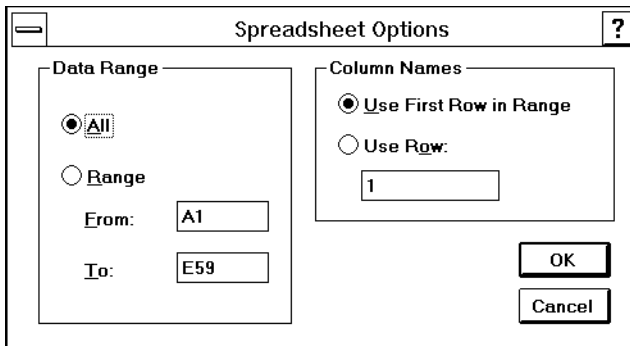 Spreadsheet Options
?
Data Range
All
Range
From: A1
To: E59
Column Names
Use First Row in Range
Use Row:
1
OK
Cancel